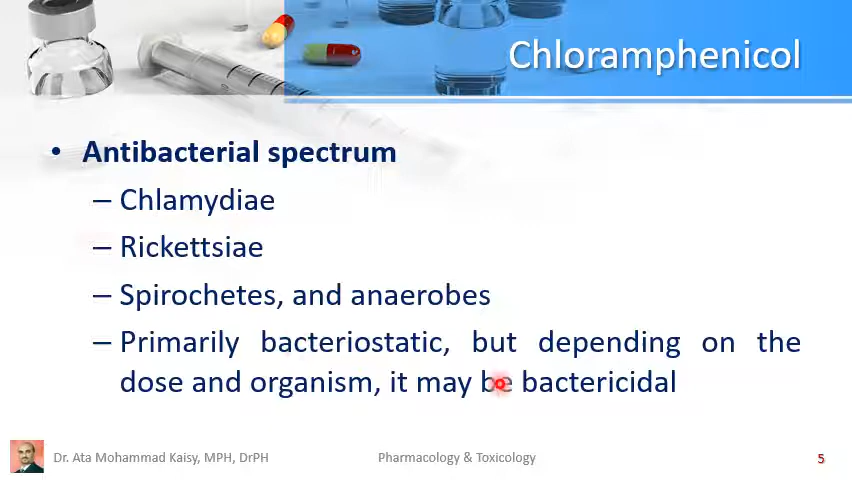 Chloramphenicol
• Antibacterial spectrum
– Chlamydiae
– Rickettsiae
– Spirochetes, and anaerobes
– Primarily bacteriostatic, but depending on the
dose and organism, it may be bactericidal
Dr. Ata Mohammad Kaisy, MPH, DrPH Pharmacology & Toxicology 5